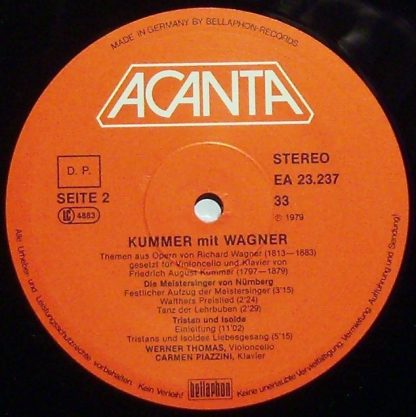 MADE IN GERMANY BY BELLAPHON-RECORDS
ACANTA
D. P.
SEITE 2
LC 4883
STEREO
EA 23.237
33
℗ 1979
KUMMER mit WAGNER
Themen aus Opern von Richard Wagner (1813—1883)
gesetzt für Violoncello und Klavier von
Friedrich August Kummer (1797—1879)
Die Meistersinger von Nürnberg
Festlicher Aufzug der Meistersinger (3'15)
Walthers Preislied (2'24)
Tanz der Lehrbuben (2'29)
Tristan und Isolde
Einleitung (11'02)
Tristans und Isoldes Liebesgesang (5'15)
WERNER THOMAS, Violoncello
CARMEN PIAZZINI, Klavier
bellaphon
Alle Urheber- und Leistungsschutzrechte vorbehalten. Kein Verleih! Keine unerlaubte Vervielfältigung, Vermietung, Aufführung und Sendung!